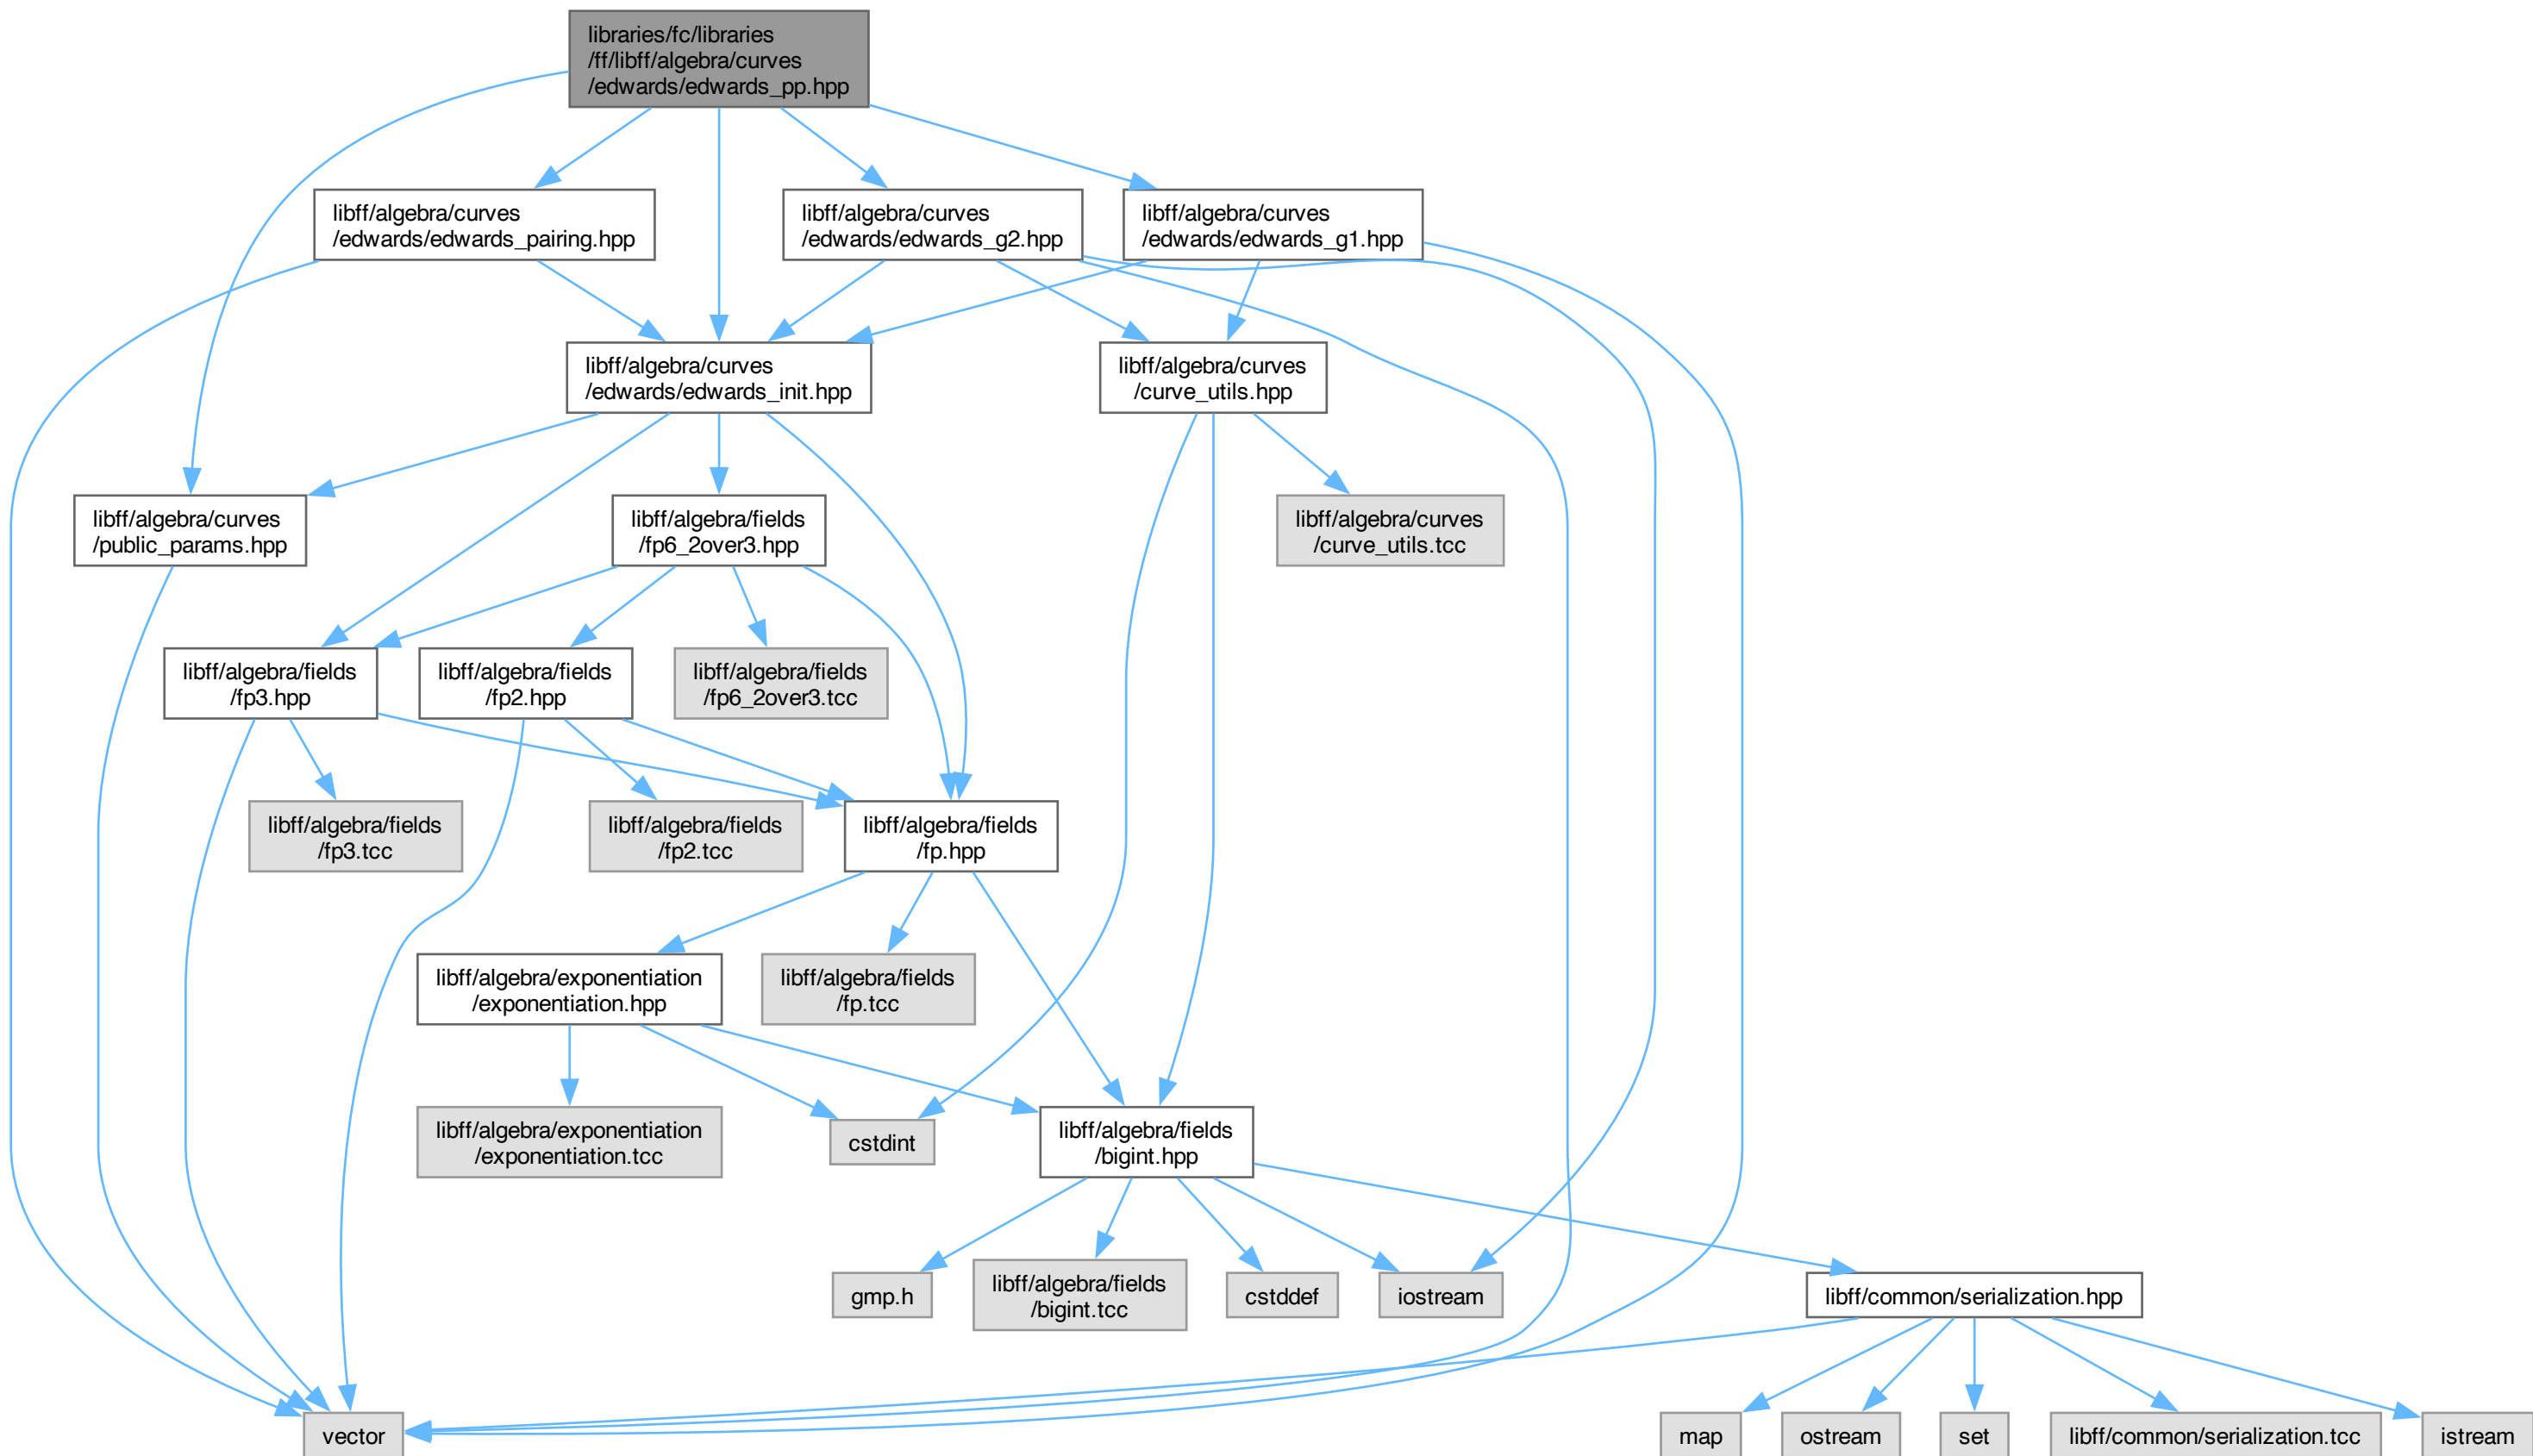 libraries/fc/libraries
/ff/libff/algebra/curves
/edwards/edwards_pp.hpp
libff/algebra/curves
/edwards/edwards_pairing.hpp
libff/algebra/curves
/edwards/edwards_g2.hpp
libff/algebra/curves
/edwards/edwards_g1.hpp
libff/algebra/curves
/edwards/edwards_init.hpp
libff/algebra/curves
/curve_utils.hpp
libff/algebra/curves
/public_params.hpp
libff/algebra/fields
/fp6_2over3.hpp
libff/algebra/curves
/curve_utils.tcc
libff/algebra/fields
/fp3.hpp
libff/algebra/fields
/fp2.hpp
libff/algebra/fields
/fp6_2over3.tcc
libff/algebra/fields
/fp3.tcc
libff/algebra/fields
/fp2.tcc
libff/algebra/fields
/fp.hpp
libff/algebra/exponentiation
/exponentiation.hpp
libff/algebra/fields
/fp.tcc
libff/algebra/exponentiation
/exponentiation.tcc
cstdint
libff/algebra/fields
/bigint.hpp
gmp.h
libff/algebra/fields
/bigint.tcc
cstddef
iostream
libff/common/serialization.hpp
vector
map
ostream
set
libff/common/serialization.tcc
istream